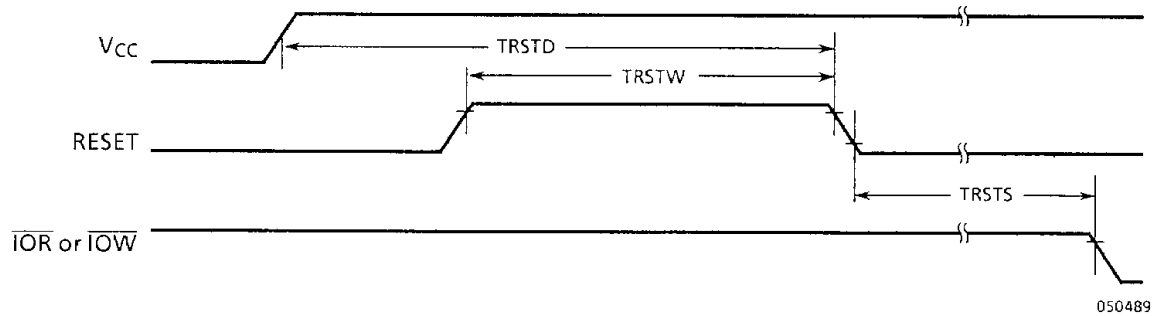 VCC
TRSTD
TRSTW
RESET
TRSTS
IOR or IOW
050489